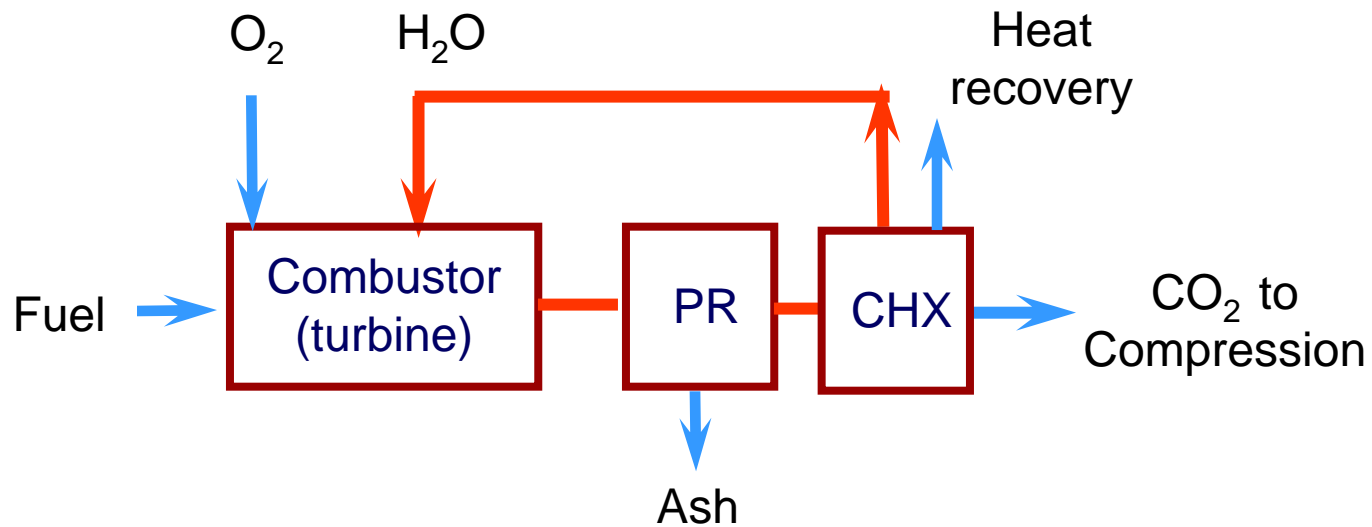 O₂
H₂O
Heat
recovery
Fuel
Combustor
(turbine)
PR
CHX
CO₂ to
Compression
Ash